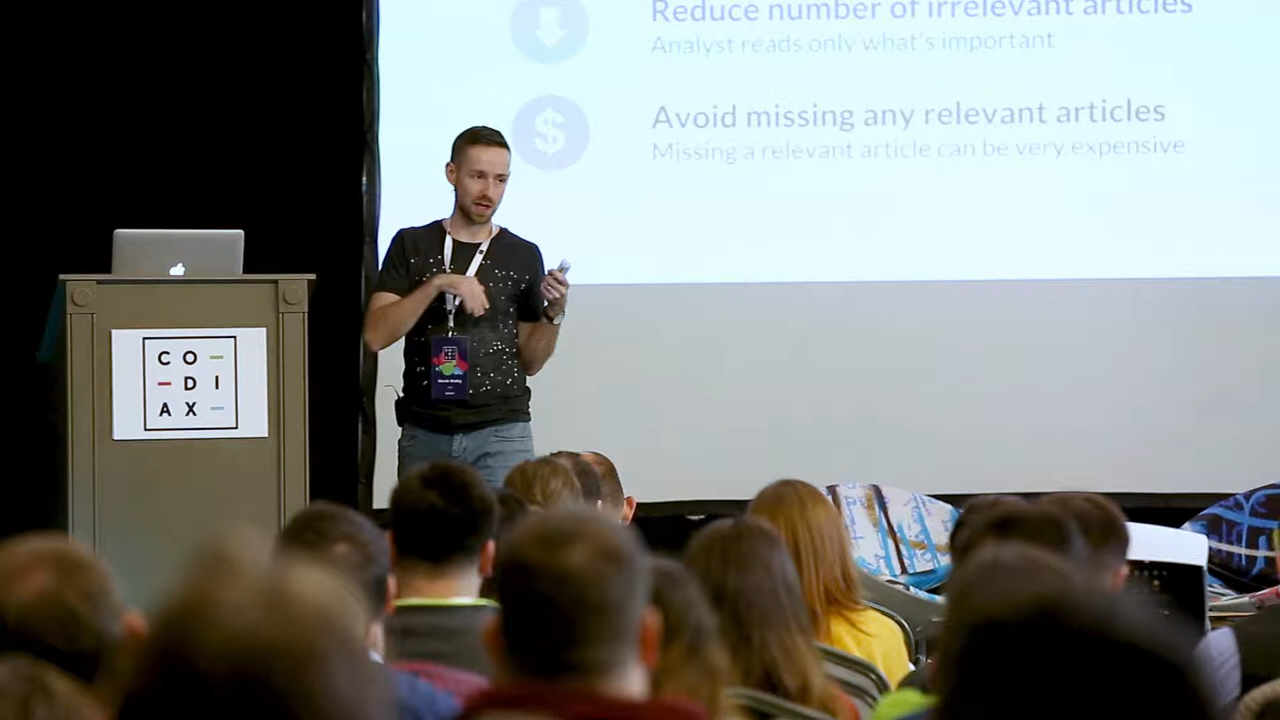 Reduce number of irrelevant articles
Analyst reads only what's important
$
Avoid missing any relevant articles
Missing a relevant article can be very expensive
CO
DI
AX